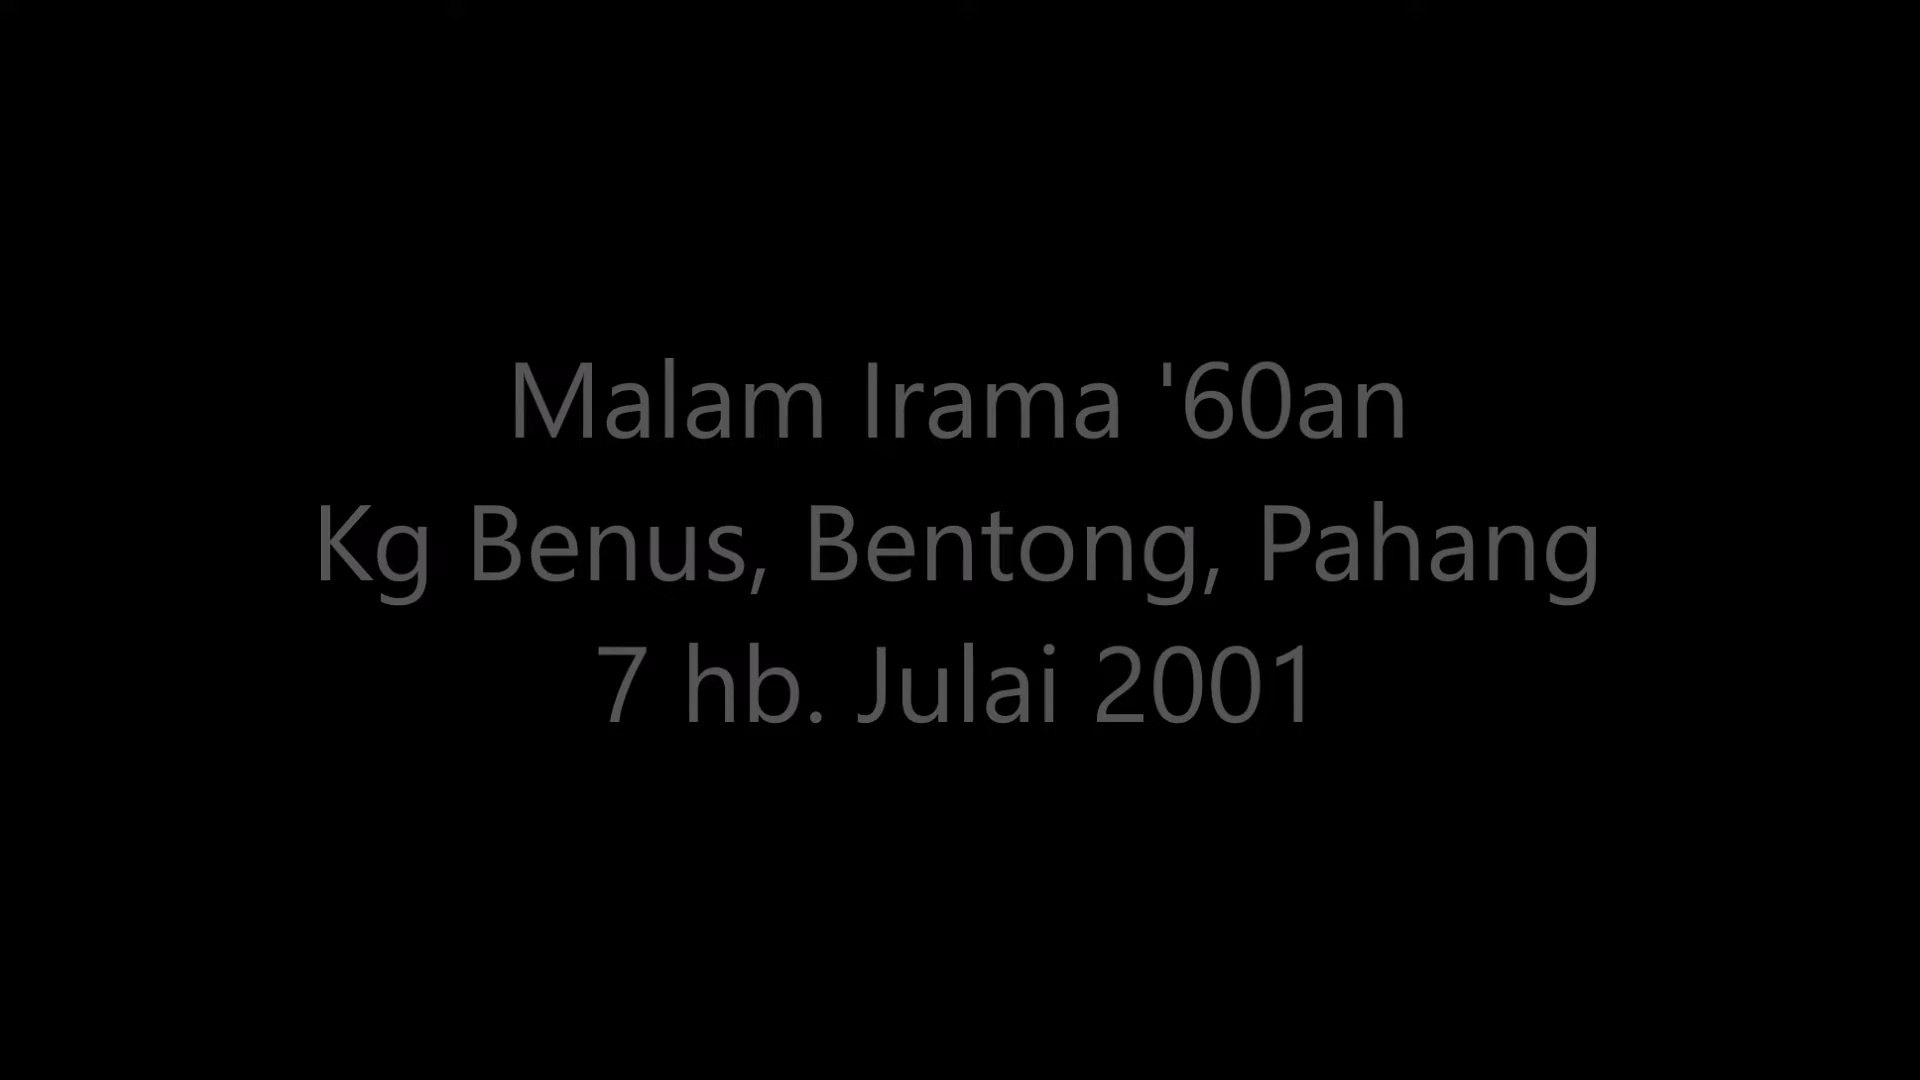 Malam Irama '60an
Kg Benus, Bentong, Pahang
7 hb. Julai 2001